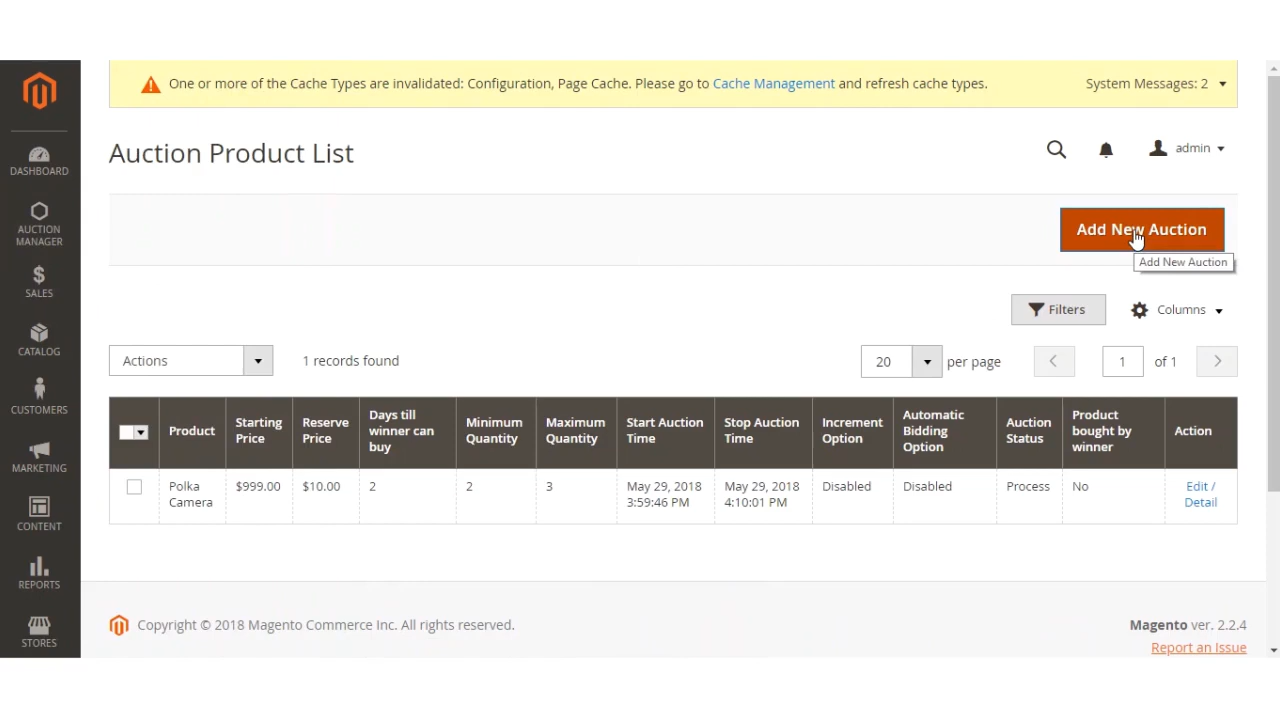 One or more of the Cache Types are invalidated: Configuration, Page Cache. Please go to Cache Management and refresh cache types.
System Messages: 2
Auction Product List
admin
DASHBOARD
AUCTION
MANAGER
SALES
CATALOG
CUSTOMERS
MARKETING
CONTENT
REPORTS
STORES
Add New Auction
Add New Auction
Filters
Columns
Actions
1 records found
20
per page
1
of 1
Product
Starting
Price
Reserve
Price
Days till
winner can
buy
Minimum
Quantity
Maximum
Quantity
Start Auction
Time
Stop Auction
Time
Increment
Option
Automatic
Bidding
Option
Auction
Status
Product
bought by
winner
Action
Polka
Camera
$999.00
$10.00
2
2
3
May 29, 2018
3:59:46 PM
May 29, 2018
4:10:01 PM
Disabled
Disabled
Process
No
Edit /
Detail
Copyright © 2018 Magento Commerce Inc. All rights reserved.
Magento ver. 2.2.4
Report an Issue